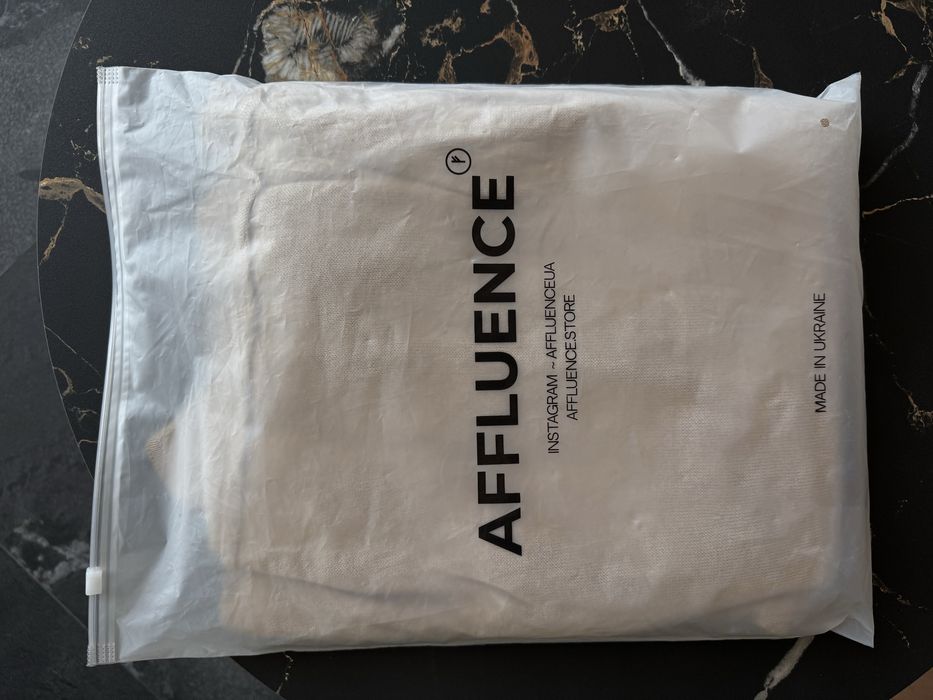 AFFLUENCE
INSTAGRAM ~ AFFLUENCEUA
AFFLUENCE.STORE
MADE IN UKRAINE